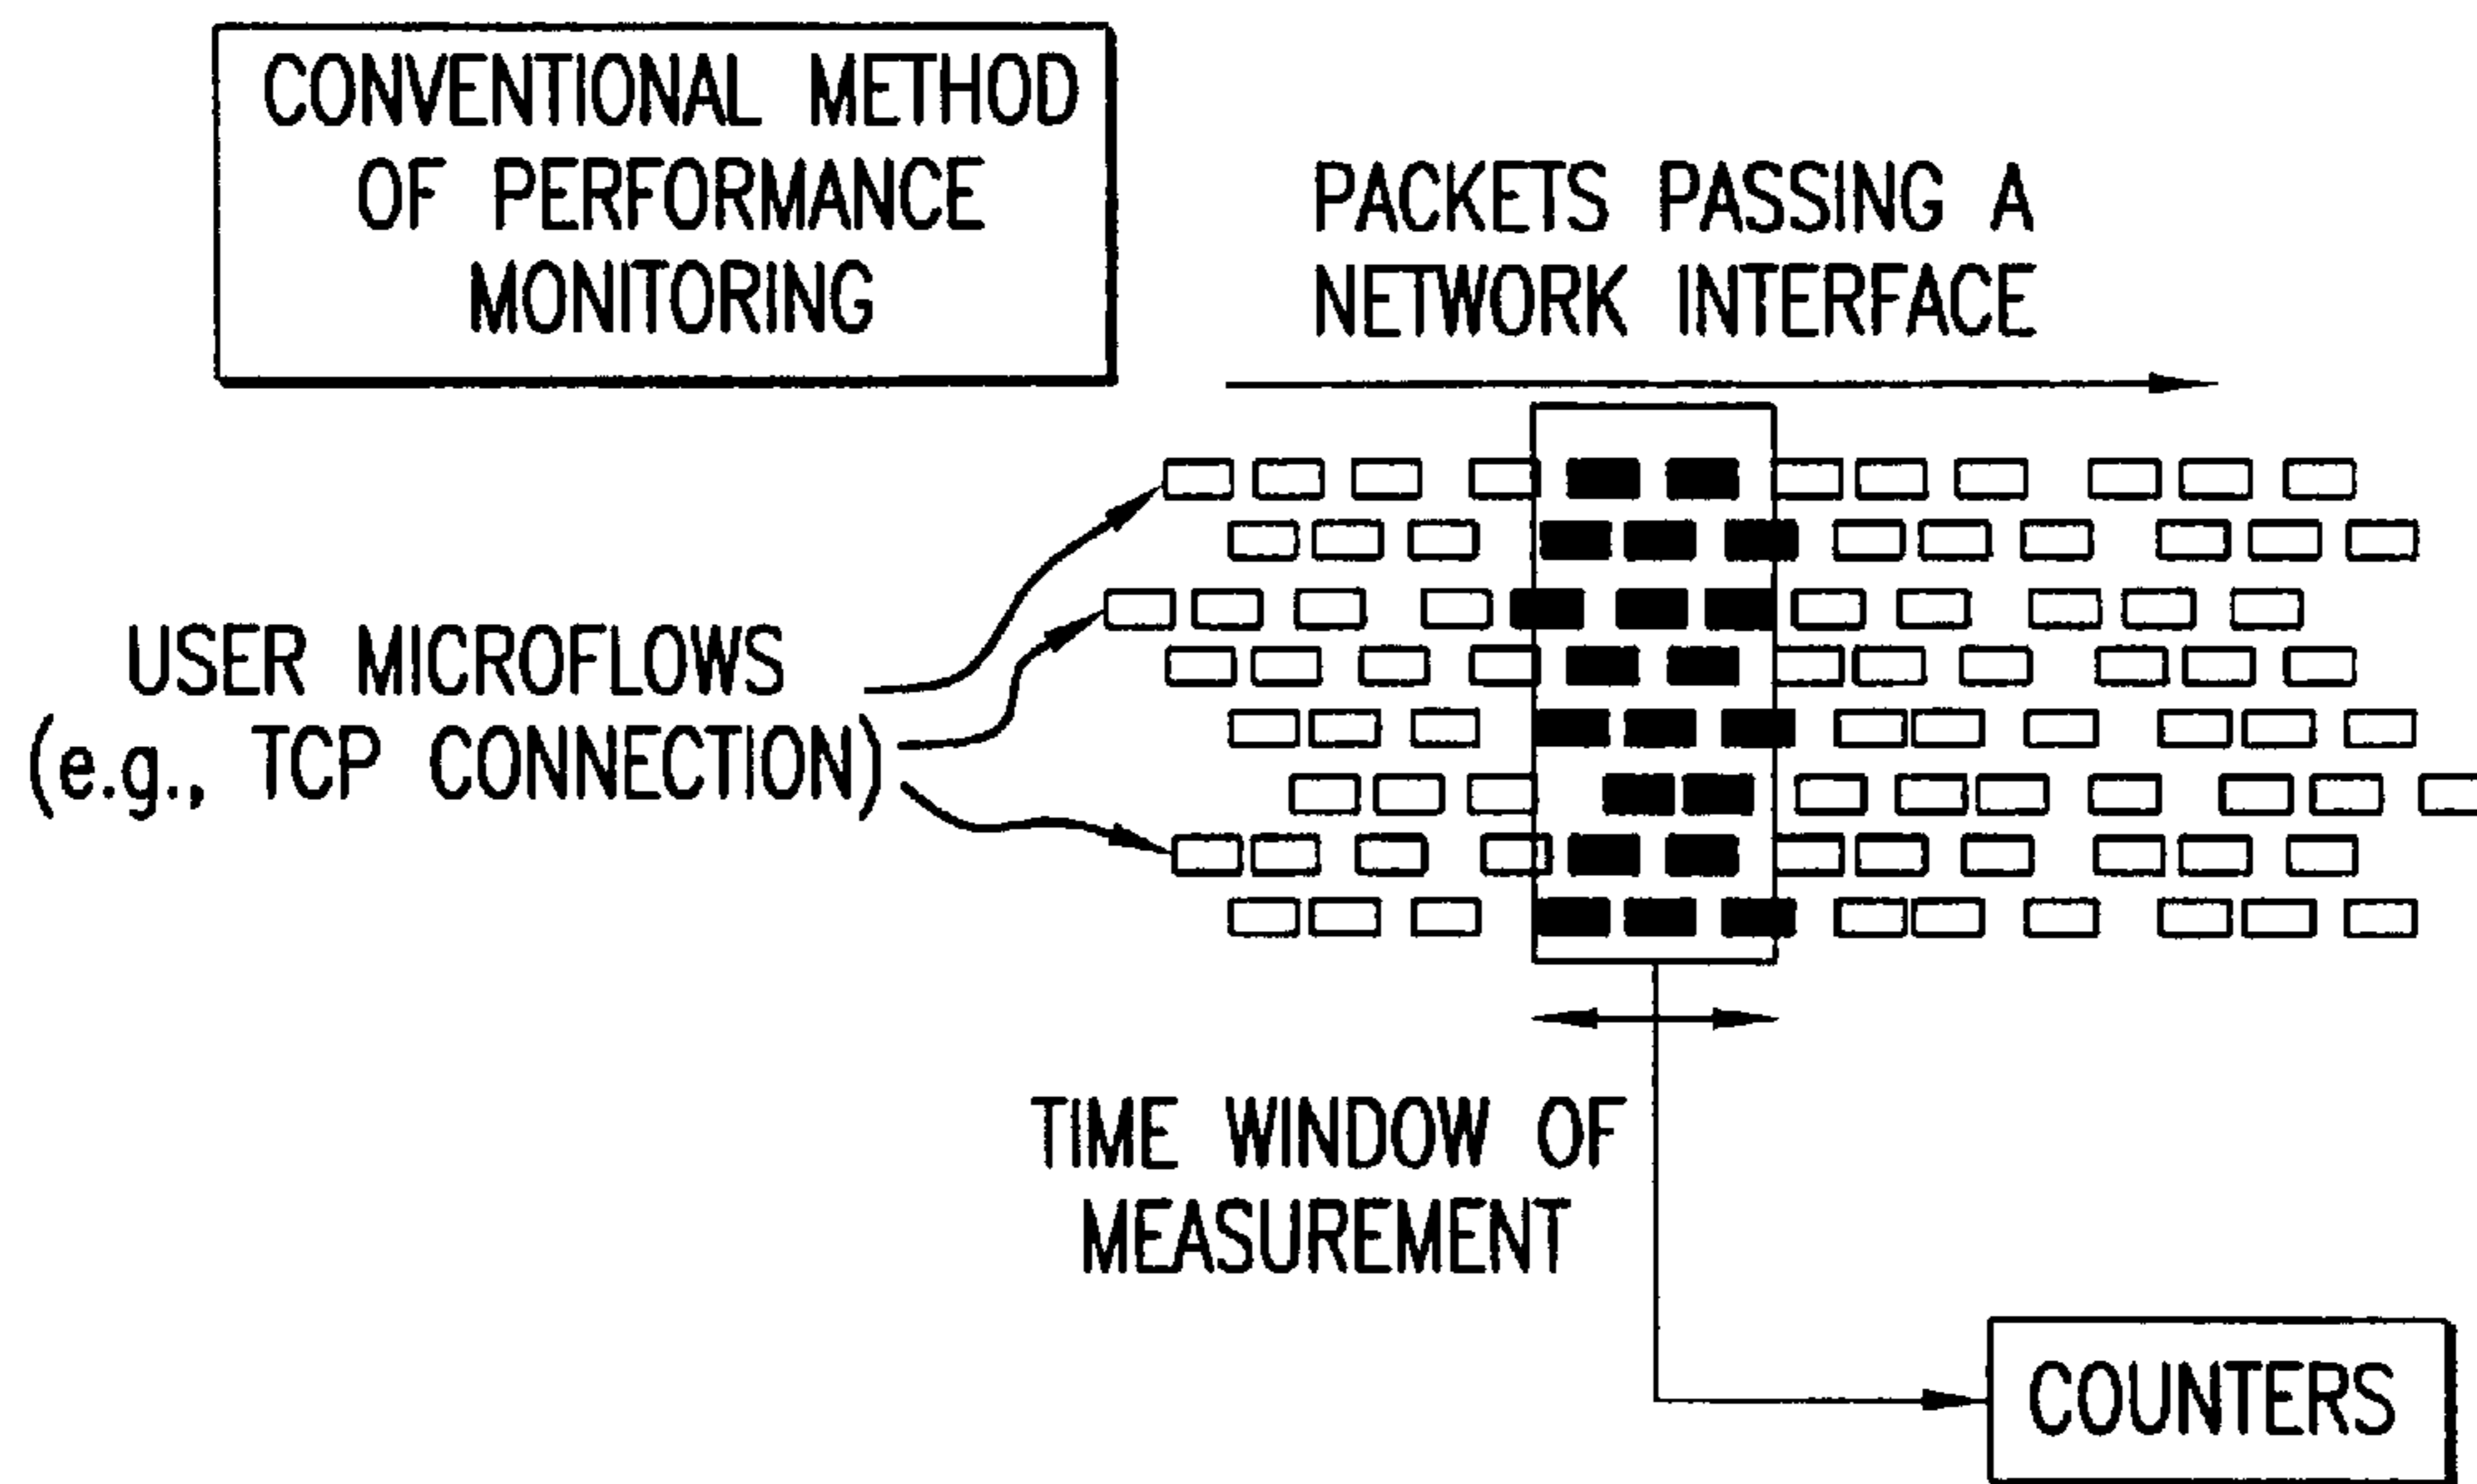 CONVENTIONAL METHOD
OF PERFORMANCE
MONITORING
PACKETS PASSING A
NETWORK INTERFACE
USER MICROFLOWS
(e.g., TCP CONNECTION)
TIME WINDOW OF
MEASUREMENT
COUNTERS